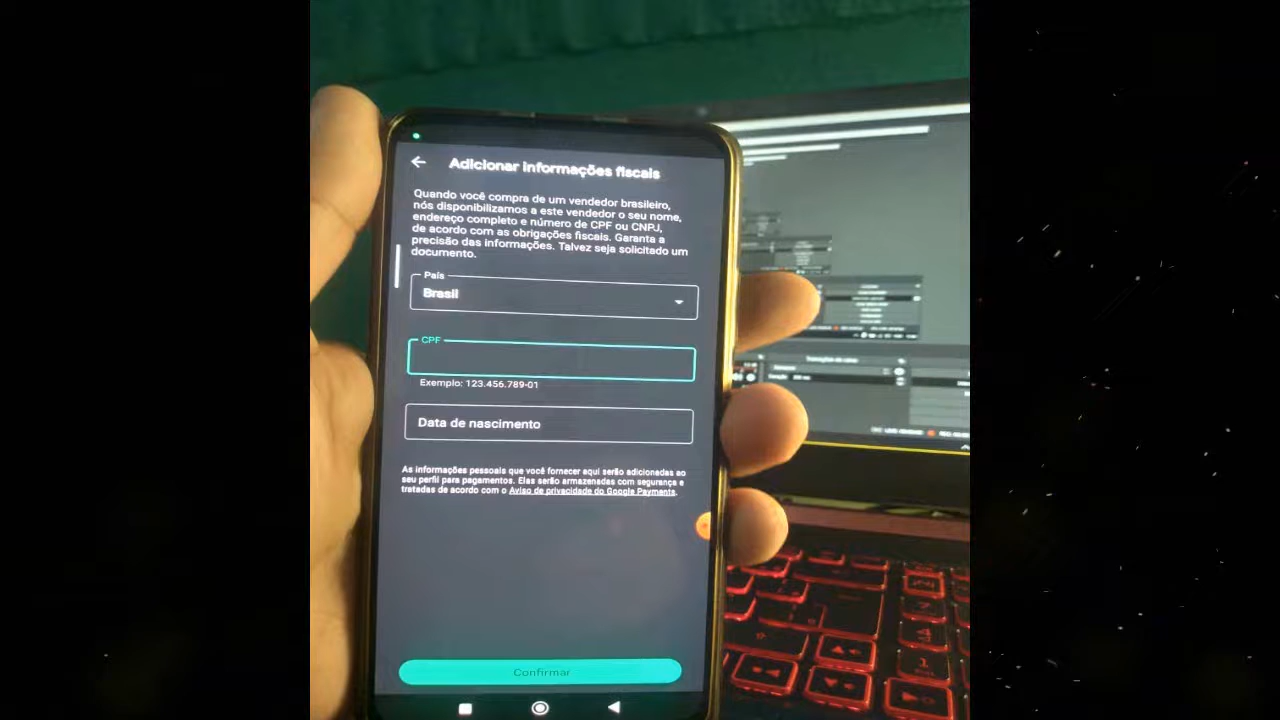 Adicionar informações fiscais
Quando você compra de um vendedor brasileiro,
nós disponibilizamos a este vendedor o seu nome,
endereço completo e número de CPF ou CNPJ,
de acordo com as obrigações fiscais. Garanta a
precisão das informações. Talvez seja solicitado um
documento.
País
Brasil
CPF
Exemplo: 123.456.789-01
Data de nascimento
As informações pessoais que você fornecer aqui serão adicionadas ao
seu perfil para pagamentos. Elas serão armazenadas com segurança e
tratadas de acordo com o Aviso de privacidade do Google Payments.
Confirmar